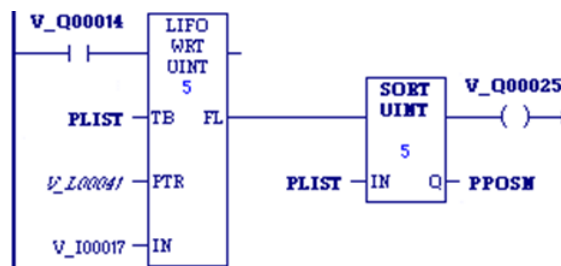 V_Q00014
LIFO
WRT
UINT
5
PLIST
TB
FL
V_L00041
PTR
V_I00017
IN
SORT
UINT
5
PLIST
IN
Q
PPOSN
V_Q00025